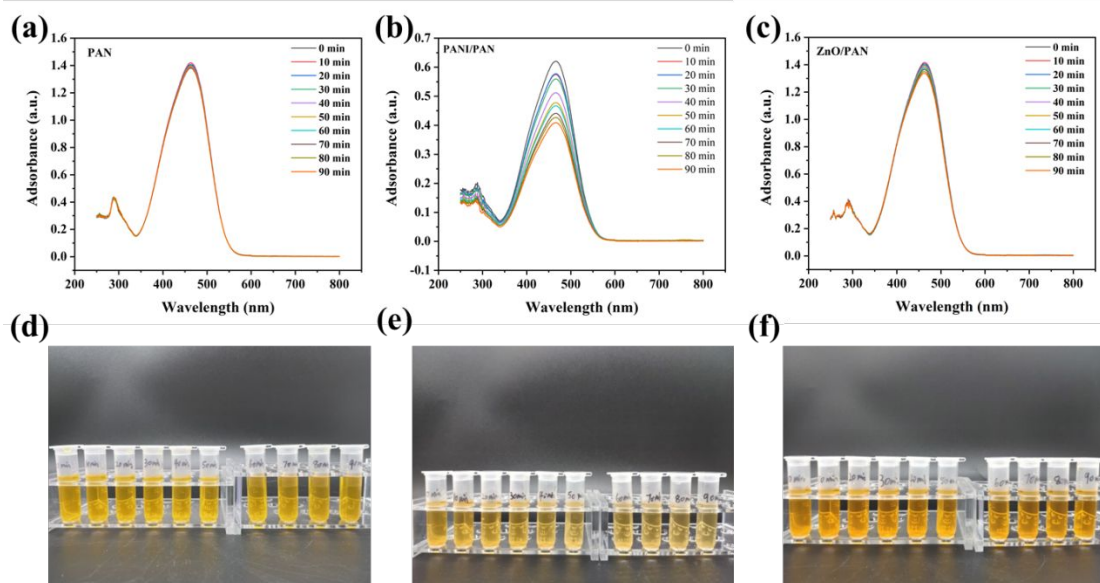 (a)
PAN
0 min
10 min
20 min
30 min
40 min
50 min
60 min
70 min
80 min
90 min
Adsorbance (a.u.)
1.6
1.4
1.2
1.0
0.8
0.6
0.4
0.2
0.0
200 300 400 500 600 700 800
Wavelength (nm)
(b)
PANI/PAN
0 min
10 min
20 min
30 min
40 min
50 min
60 min
70 min
80 min
90 min
Adsorbance (a.u.)
0.7
0.6
0.5
0.4
0.3
0.2
0.1
0.0
-0.1
200 300 400 500 600 700 800
Wavelength (nm)
(c)
ZnO/PAN
0 min
10 min
20 min
30 min
40 min
50 min
60 min
70 min
80 min
90 min
Adsorbance (a.u.)
1.6
1.4
1.2
1.0
0.8
0.6
0.4
0.2
0.0
200 300 400 500 600 700 800
Wavelength (nm)
(d)
(e)
(f)